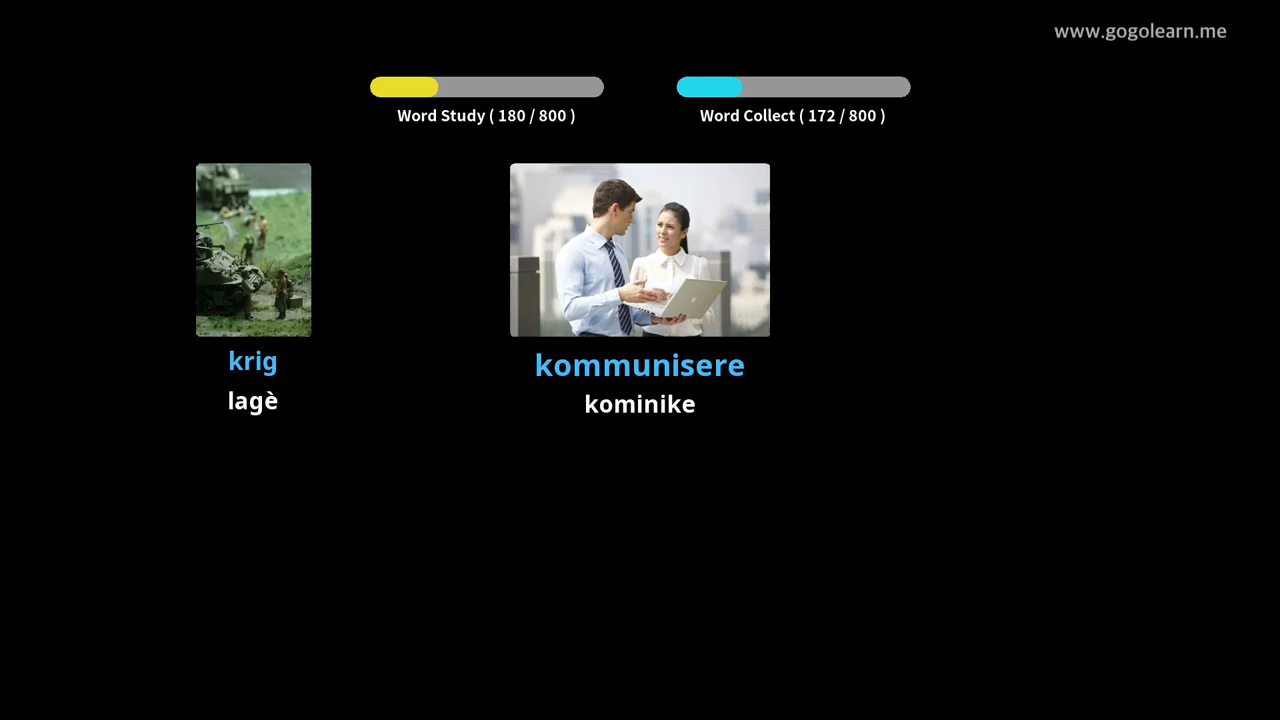 www.gogolearn.me
Word Study ( 180 / 800 )
Word Collect ( 172 / 800 )
krig
lagè
kommunisere
kominike